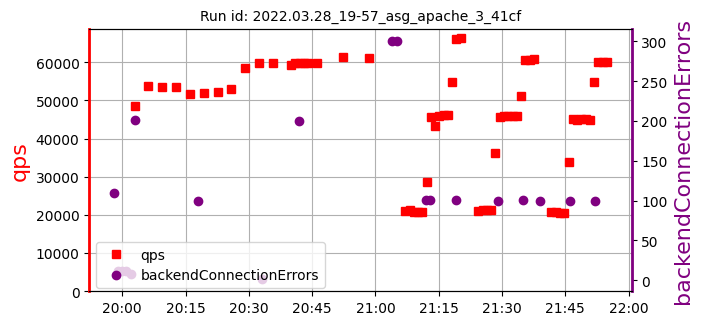 Run id: 2022.03.28_19-57_asg_apache_3_41cf
qps
60000
50000
40000
30000
20000
10000
0
300
250
200
150
100
50
0
backendConnectionErrors
qps
backendConnectionErrors
20:00 20:15 20:30 20:45 21:00 21:15 21:30 21:45 22:00